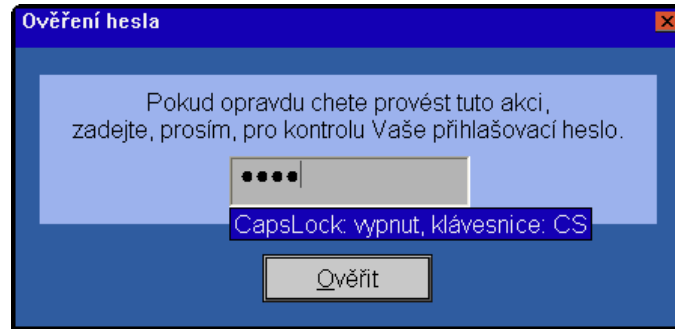 Ověření hesla
Pokud opravdu chete provést tuto akci,
zadejte, prosím, pro kontrolu Vaše přihlašovací heslo.
••••
CapsLock: vypnut, klávesnice: CS
Ověřit